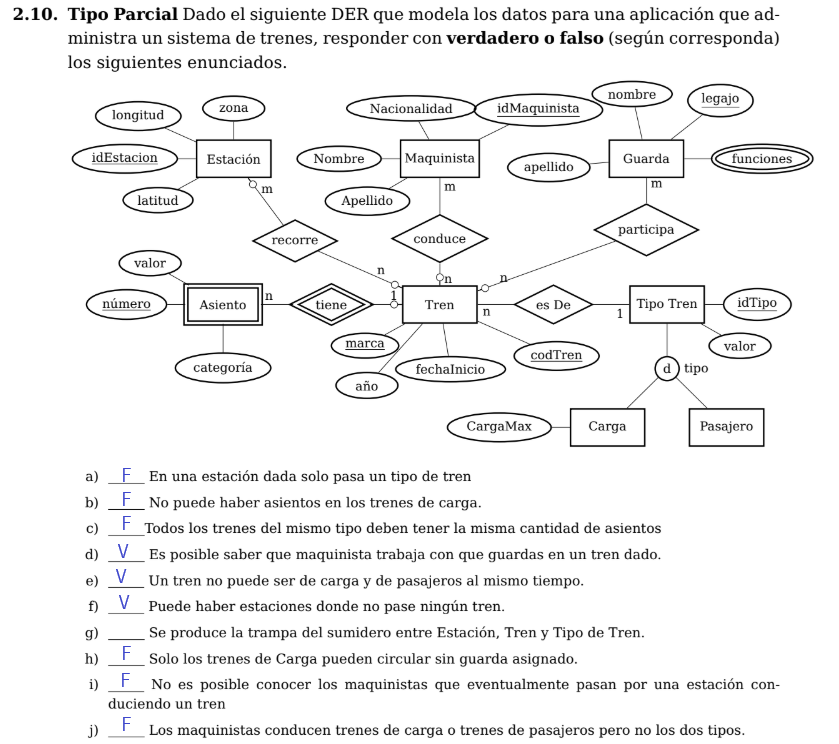 2.10. Tipo Parcial Dado el siguiente DER que modela los datos para una aplicación que ad-
ministra un sistema de trenes, responder con verdadero o falso (según corresponda)
los siguientes enunciados.
longitud
zona
idEstacion
Estación
latitud
m
Nacionalidad
idMaquinista
Nombre
Maquinista
Apellido
m
nombre
legajo
apellido
Guarda
funciones
m
recorre
conduce
participa
n
n
n
valor
número
Asiento
n
tiene
1
Tren
n
es De
1
Tipo Tren
idTipo
categoría
marca
año
fechaInicio
codTren
valor
d
tipo
CargaMax
Carga
Pasajero
a) F En una estación dada solo pasa un tipo de tren
b) F No puede haber asientos en los trenes de carga.
c) F Todos los trenes del mismo tipo deben tener la misma cantidad de asientos
d) V Es posible saber que maquinista trabaja con que guardas en un tren dado.
e) V Un tren no puede ser de carga y de pasajeros al mismo tiempo.
f) V Puede haber estaciones donde no pase ningún tren.
g) ____ Se produce la trampa del sumidero entre Estación, Tren y Tipo de Tren.
h) F Solo los trenes de Carga pueden circular sin guarda asignado.
i) F No es posible conocer los maquinistas que eventualmente pasan por una estación con-
duciendo un tren
j) F Los maquinistas conducen trenes de carga o trenes de pasajeros pero no los dos tipos.